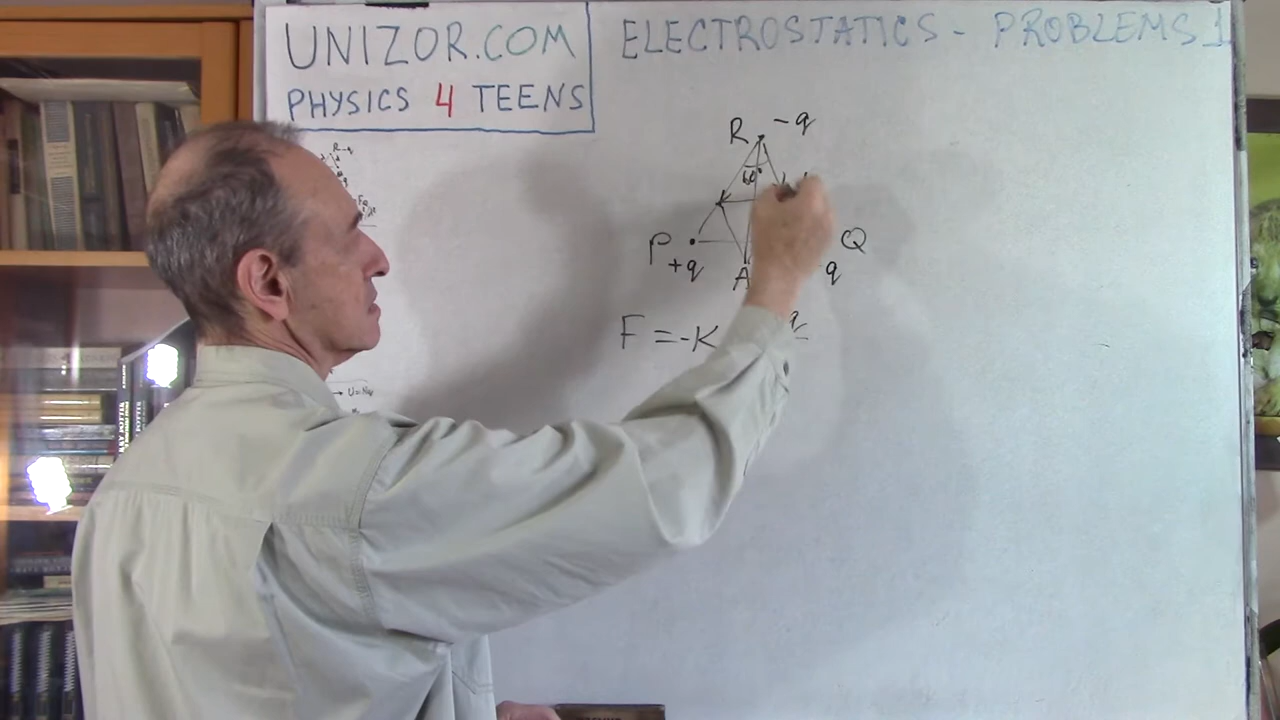 UNIZOR.COM
PHYSICS 4 TEENS
ELECTROSTATICS - PROBLEMS 1
R -q
60°
P
+q
A
Q
q
F = -K